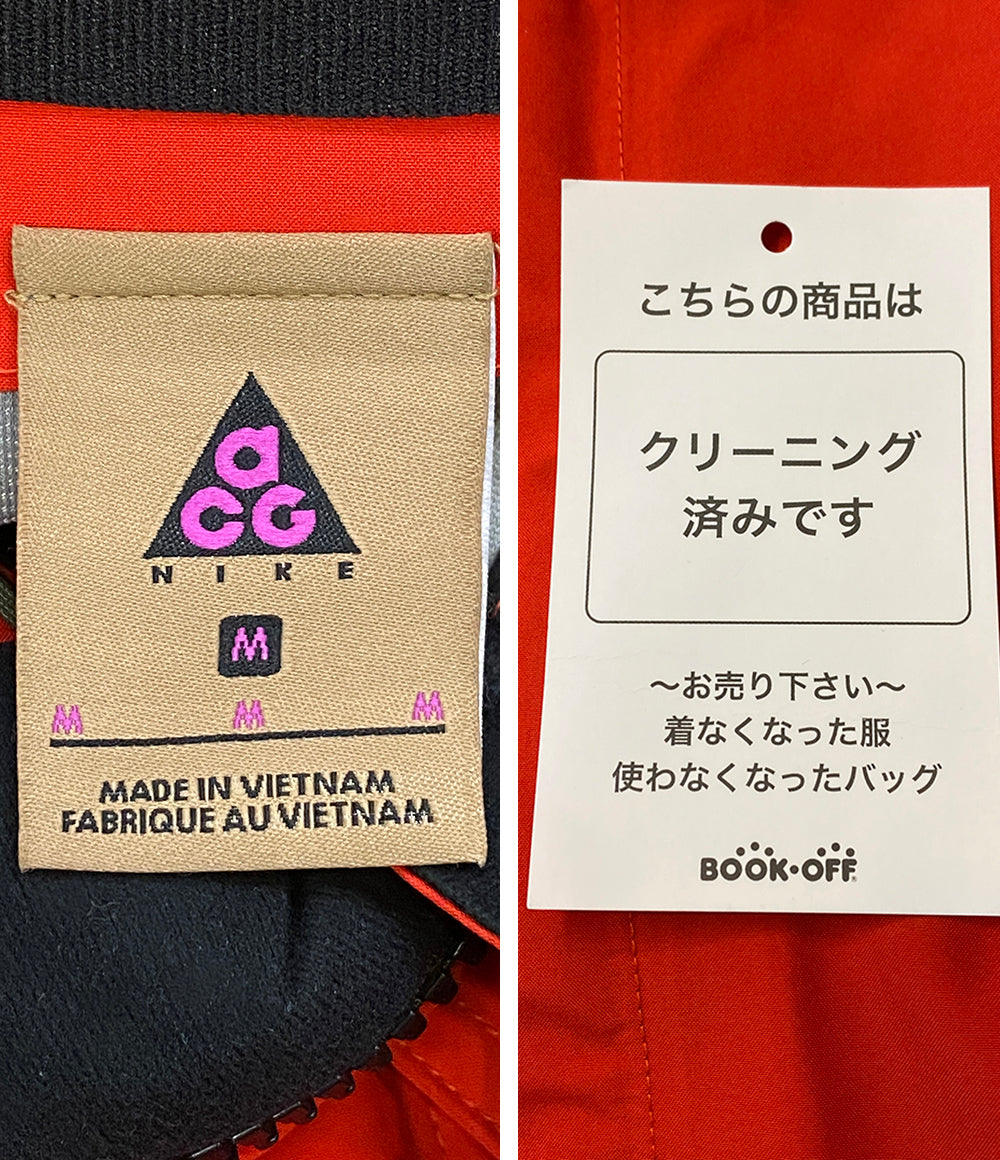 aCG
NIKE
M
M M M
MADE IN VIETNAM
FABRIQUE AU VIETNAM
こちらの商品は
クリーニング
済みです
〜お売り下さい〜
着なくなった服
使わなくなったバッグ
BOOK・OFF